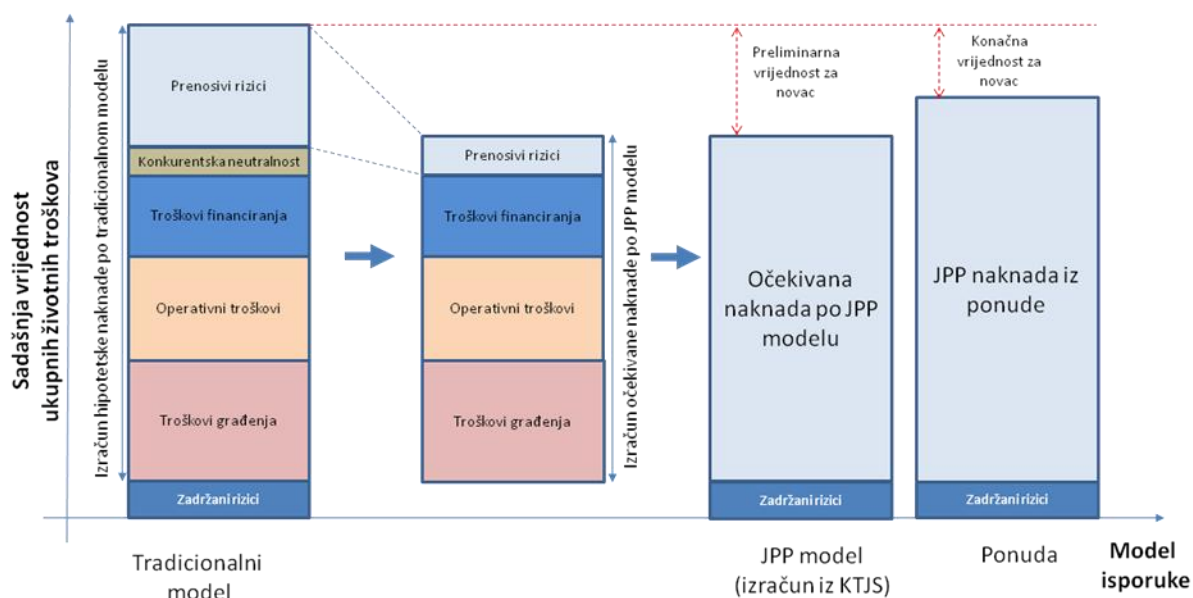 Sadašnja vrijednost
ukupnih životnih troškova
Izračun hipotetske naknade po tradicionalnom modelu
Prenosivi rizici
Konkurentska neutralnost
Troškovi financiranja
Operativni troškovi
Troškovi građenja
Zadržani rizici
Tradicionalni
model
Prenosivi rizici
Troškovi financiranja
Operativni troškovi
Troškovi građenja
Izračun očekivane naknade po JPP modelu
Preliminarna
vrijednost za
novac
Očekivana
naknada po JPP
modelu
Zadržani rizici
JPP model
(izračun iz KTJS)
Konačna
vrijednost za
novac
JPP naknada iz
ponude
Zadržani rizici
Ponuda
Model
isporuke